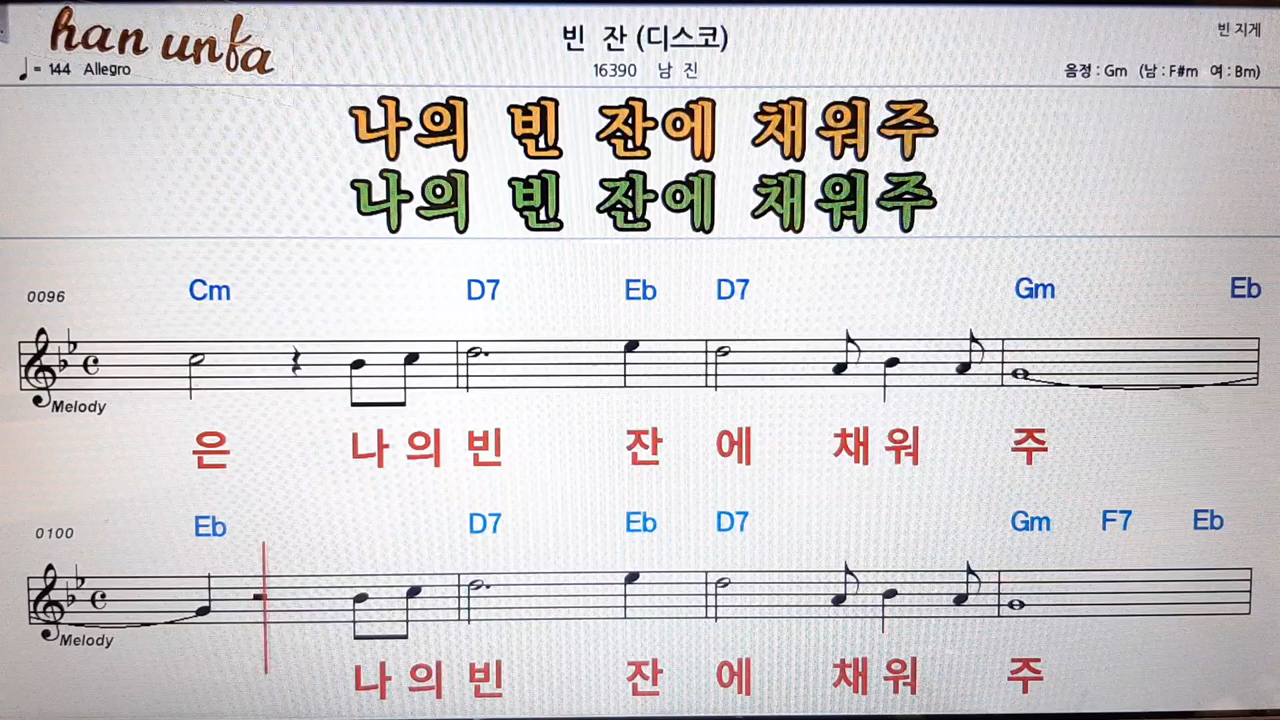 han unfa
빈 잔 (디스코)
빈 지게
♩= 144 Allegro
16390 남 진
음정 : Gm (남 : F#m 여 : Bm)
나의 빈 잔에 채워주
나의 빈 잔에 채워주
0096 Cm D7 Eb D7 Gm Eb
Melody
은 나 의 빈 잔 에 채 워 주
0100 Eb D7 Eb D7 Gm F7 Eb
Melody
나 의 빈 잔 에 채 워 주